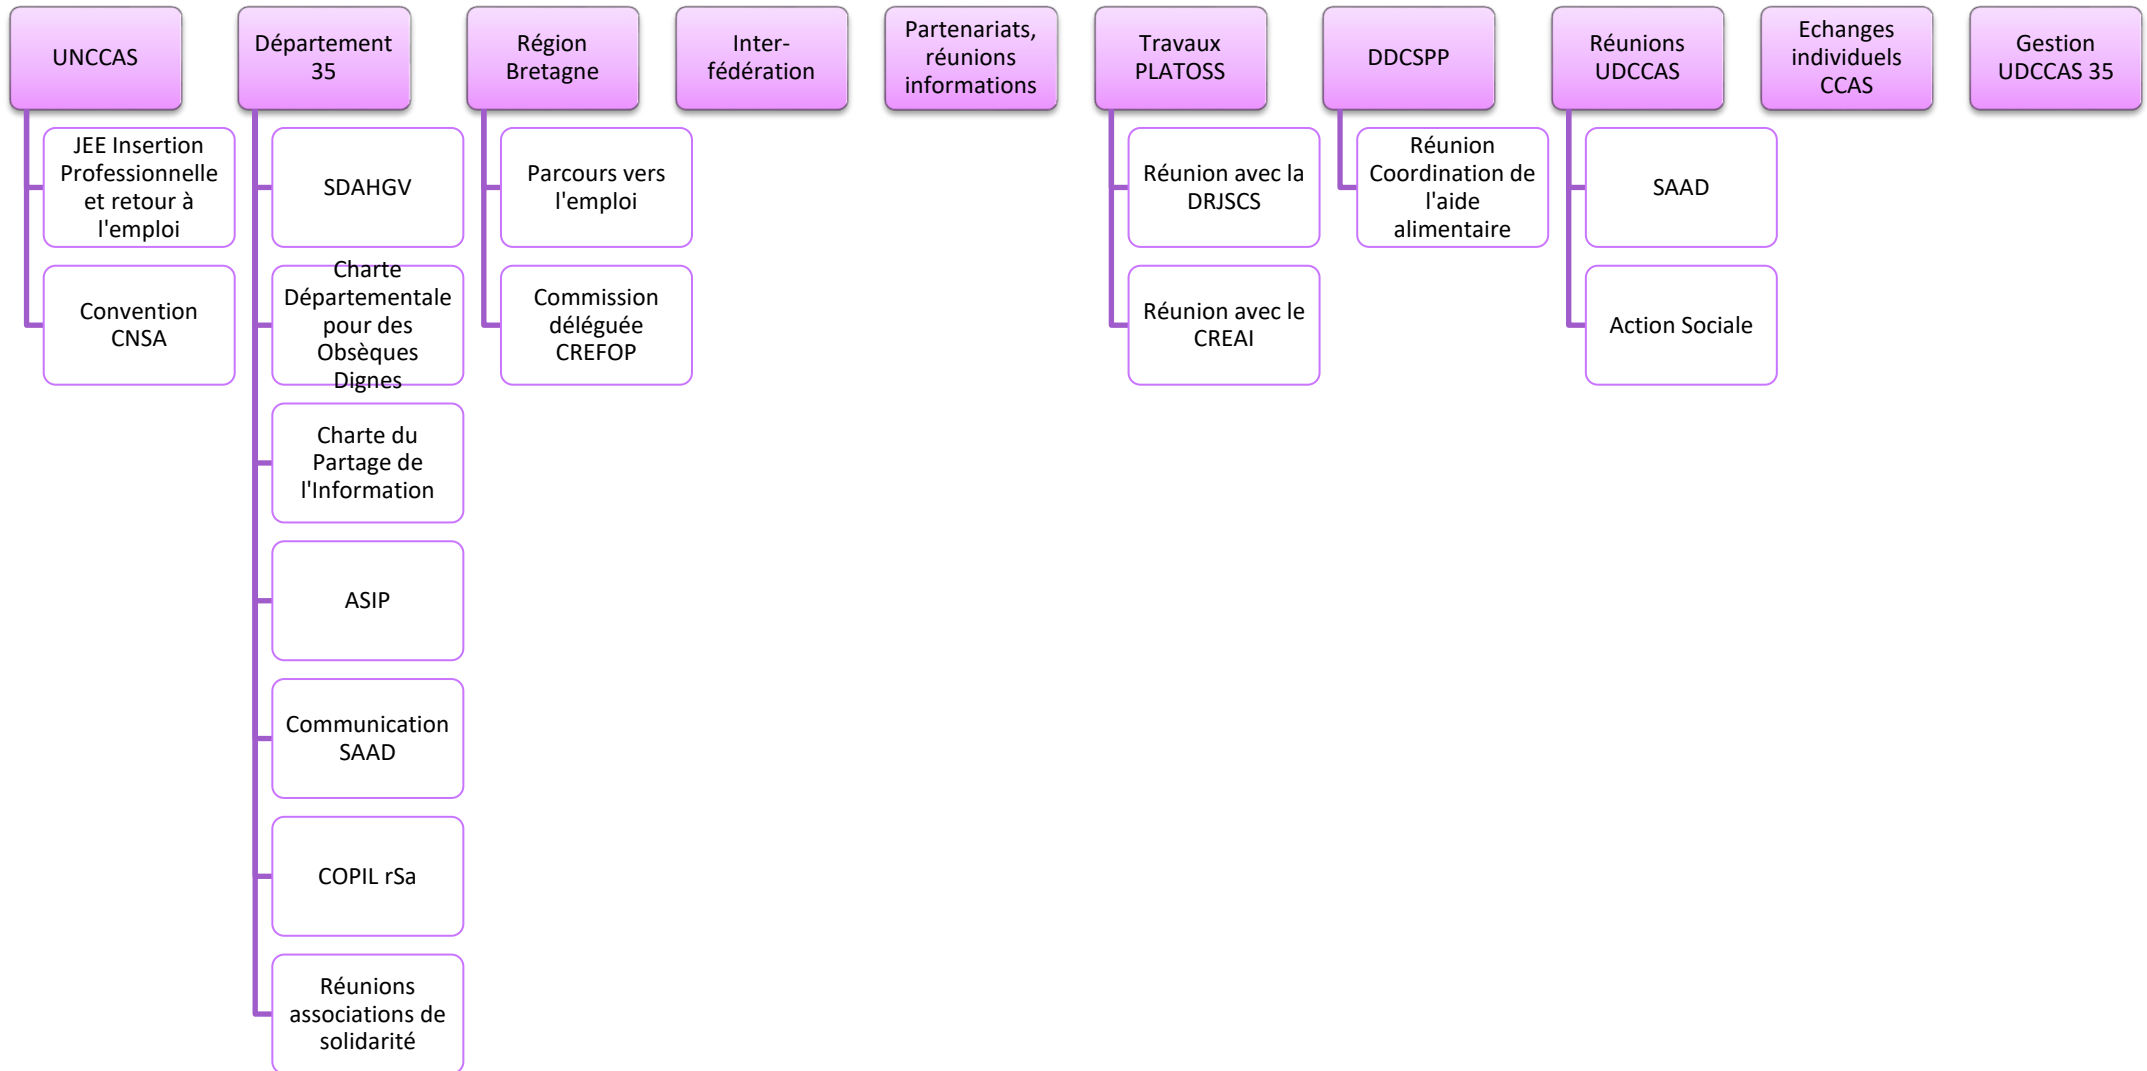 UNCCAS
JEE Insertion
Professionnelle
et retour à
l'emploi
Convention
CNSA
Département
35
SDAHGV
Charte
Départementale
pour des
Obsèques
Dignes
Charte du
Partage de
l'Information
ASIP
Communication
SAAD
COPIL rSa
Réunions
associations de
solidarité
Région
Bretagne
Parcours vers
l'emploi
Commission
déléguée
CREFOP
Inter-
fédération
Partenariats,
réunions
informations
Travaux
PLATOSS
Réunion avec la
DRJSCS
Réunion avec le
CREAI
DDCSPP
Réunion
Coordination de
l'aide
alimentaire
Réunions
UDCCAS
SAAD
Action Sociale
Echanges
individuels
CCAS
Gestion
UDCCAS 35